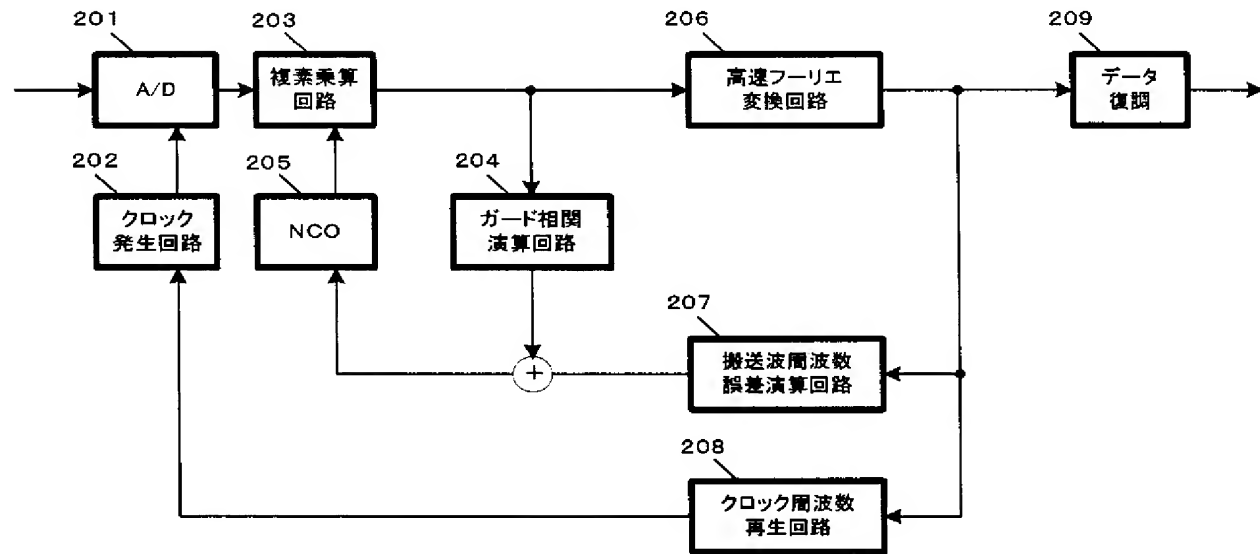 201
203
206
209
A/D
複素乗算
回路
高速フーリエ
変換回路
データ
復調
202
205
204
クロック
発生回路
NCO
ガード相関
演算回路
207
搬送波周波数
誤差演算回路
+
208
クロック周波数
再生回路